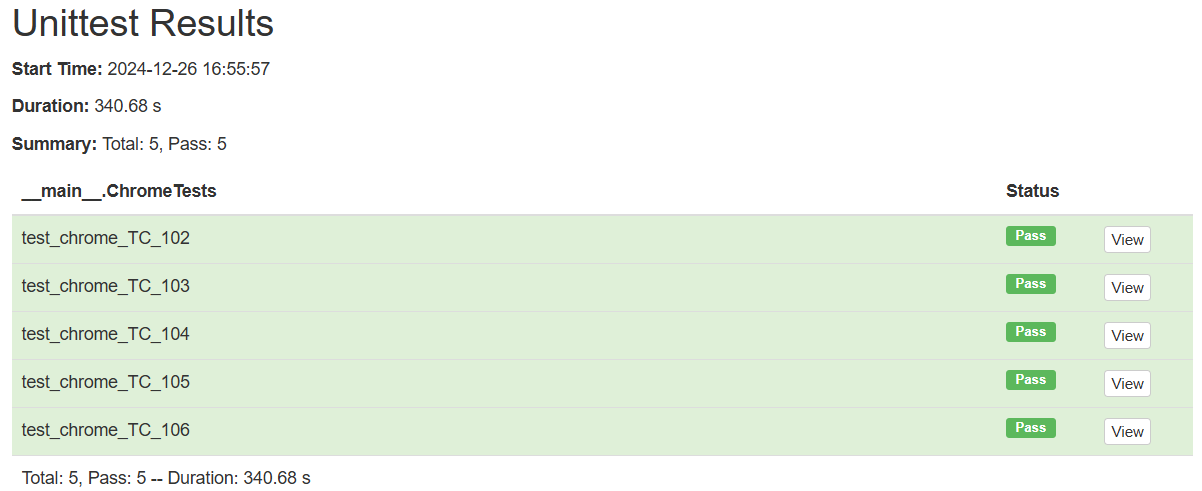 Unittest Results
Start Time: 2024-12-26 16:55:57
Duration: 340.68 s
Summary: Total: 5, Pass: 5
__main__.ChromeTests Status
test_chrome_TC_102 Pass View
test_chrome_TC_103 Pass View
test_chrome_TC_104 Pass View
test_chrome_TC_105 Pass View
test_chrome_TC_106 Pass View
Total: 5, Pass: 5 -- Duration: 340.68 s